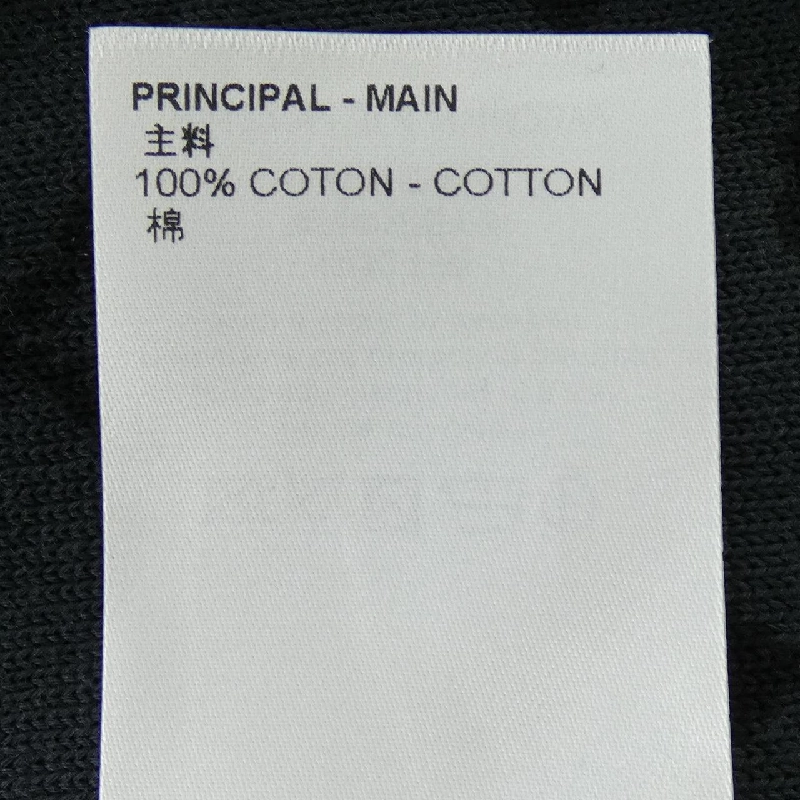 PRINCIPAL - MAIN
主料
100% COTON - COTTON
棉